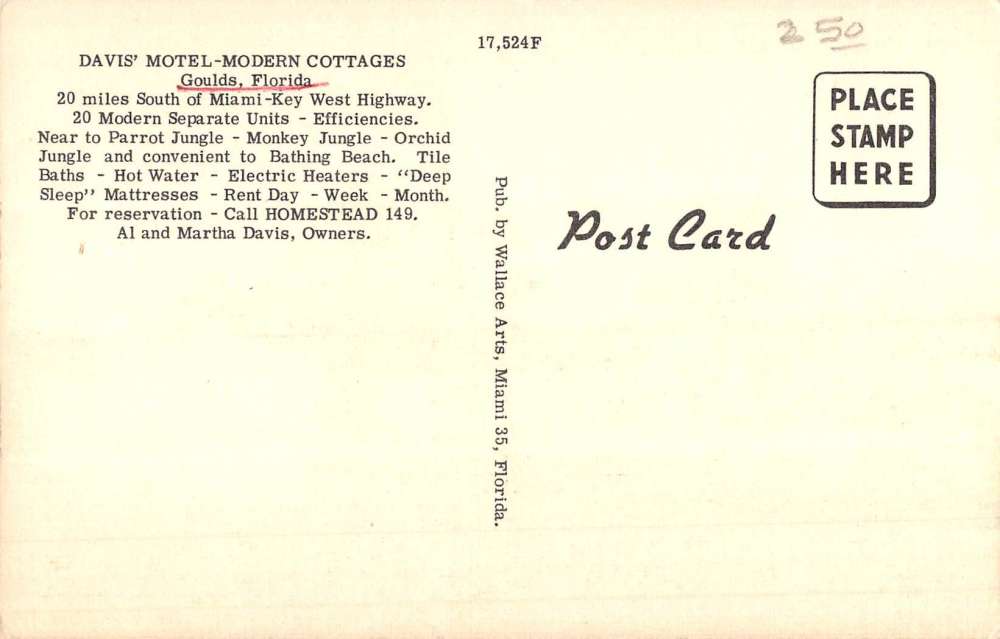 17,524F
2 50
DAVIS' MOTEL-MODERN COTTAGES
Goulds, Florida
20 miles South of Miami-Key West Highway.
20 Modern Separate Units - Efficiencies.
Near to Parrot Jungle - Monkey Jungle - Orchid
Jungle and convenient to Bathing Beach. Tile
Baths - Hot Water - Electric Heaters - "Deep
Sleep" Mattresses - Rent Day - Week - Month.
For reservation - Call HOMESTEAD 149.
Al and Martha Davis, Owners.
Pub. by Wallace Arts, Miami 35, Florida.
Post Card
PLACE
STAMP
HERE